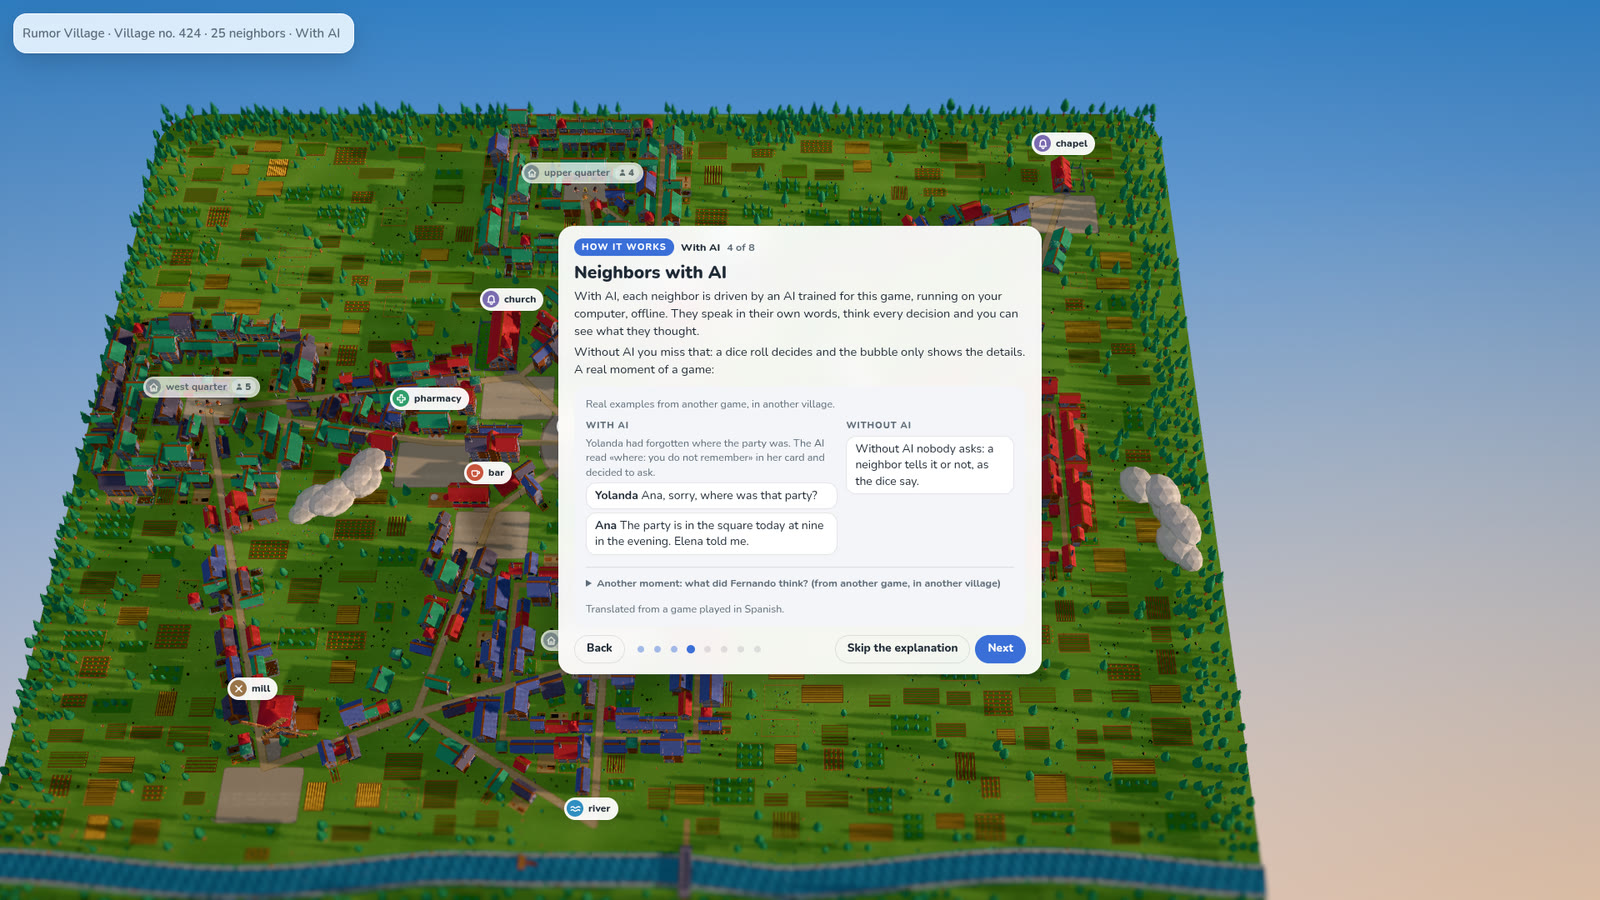 Rumor Village · Village no. 424 · 25 neighbors · With AI
chapel
upper quarter 4
church
west quarter 5
pharmacy
bar
mill
river
HOW IT WORKS With AI 4 of 8
Neighbors with AI
With AI, each neighbor is driven by an AI trained for this game, running on your
computer, offline. They speak in their own words, think every decision and you can
see what they thought.
Without AI you miss that: a dice roll decides and the bubble only shows the details.
A real moment of a game:
Real examples from another game, in another village.
WITH AI
Yolanda had forgotten where the party was. The AI
read «where: you do not remember» in her card and
decided to ask.
Yolanda Ana, sorry, where was that party?
Ana The party is in the square today at nine
in the evening. Elena told me.
WITHOUT AI
Without AI nobody asks: a
neighbor tells it or not, as
the dice say.
Another moment: what did Fernando think? (from another game, in another village)
Translated from a game played in Spanish.
Back
Skip the explanation
Next